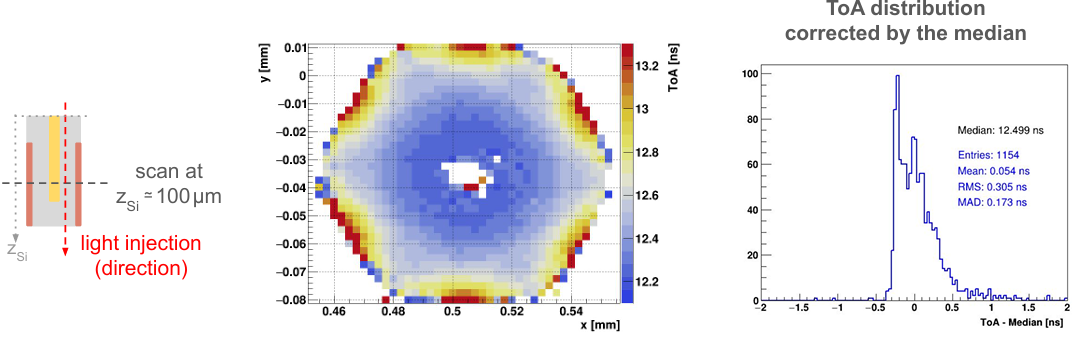 z_Si
scan at
z_Si ≃ 100 µm
light injection
(direction)
y [mm]
0.01
0
−0.01
−0.02
−0.03
−0.04
−0.05
−0.06
−0.07
−0.08
0.46
0.48
0.5
0.52
0.54
x [mm]
ToA [ns]
13.2
13
12.8
12.6
12.4
12.2
ToA distribution
corrected by the median
100
80
60
40
20
0
Median: 12.499 ns
Entries: 1154
Mean: 0.054 ns
RMS: 0.305 ns
MAD: 0.173 ns
−2
−1.5
−1
−0.5
0
0.5
1
1.5
2
ToA - Median [ns]